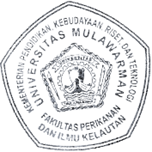 KEMENTERIAN PENDIDIKAN, KEBUDAYAAN, RISET DAN TEKNOLOGI
UNIVERSITAS MULAWARMAN
FAKULTAS PERIKANAN
DAN ILMU KELAUTAN